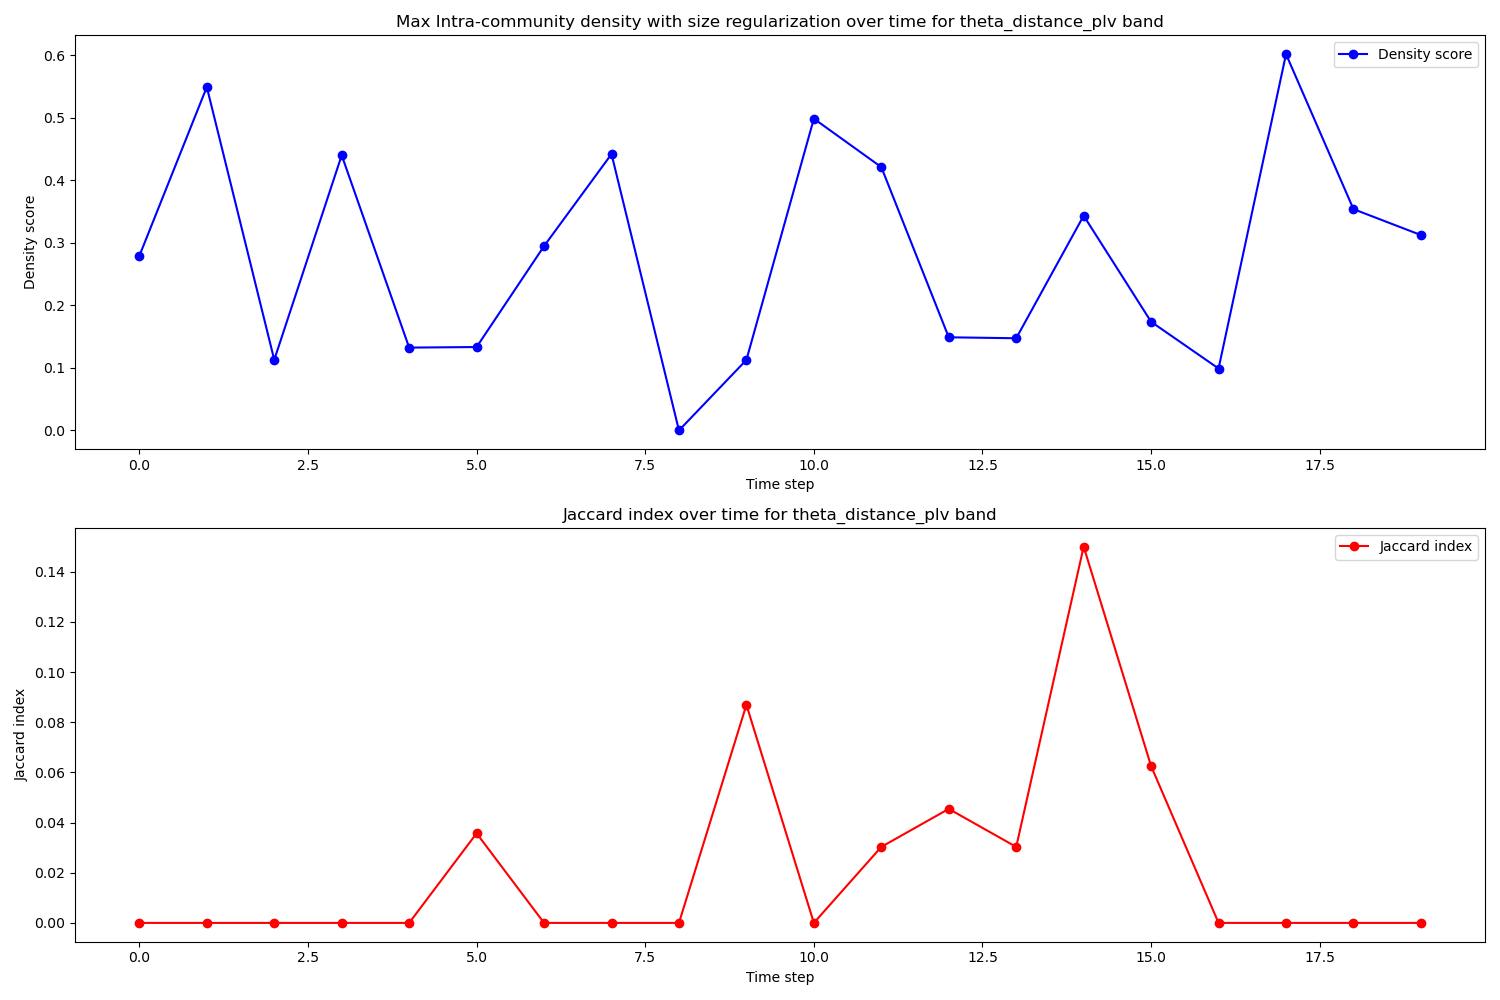 Max Intra-community density with size regularization over time for theta_distance_plv band
Density score
0.6
0.5
0.4
0.3
0.2
0.1
0.0
Density score
0.0 2.5 5.0 7.5 10.0 12.5 15.0 17.5
Time step
Jaccard index over time for theta_distance_plv band
Jaccard index
0.14
0.12
0.10
0.08
0.06
0.04
0.02
0.00
Jaccard index
0.0 2.5 5.0 7.5 10.0 12.5 15.0 17.5
Time step